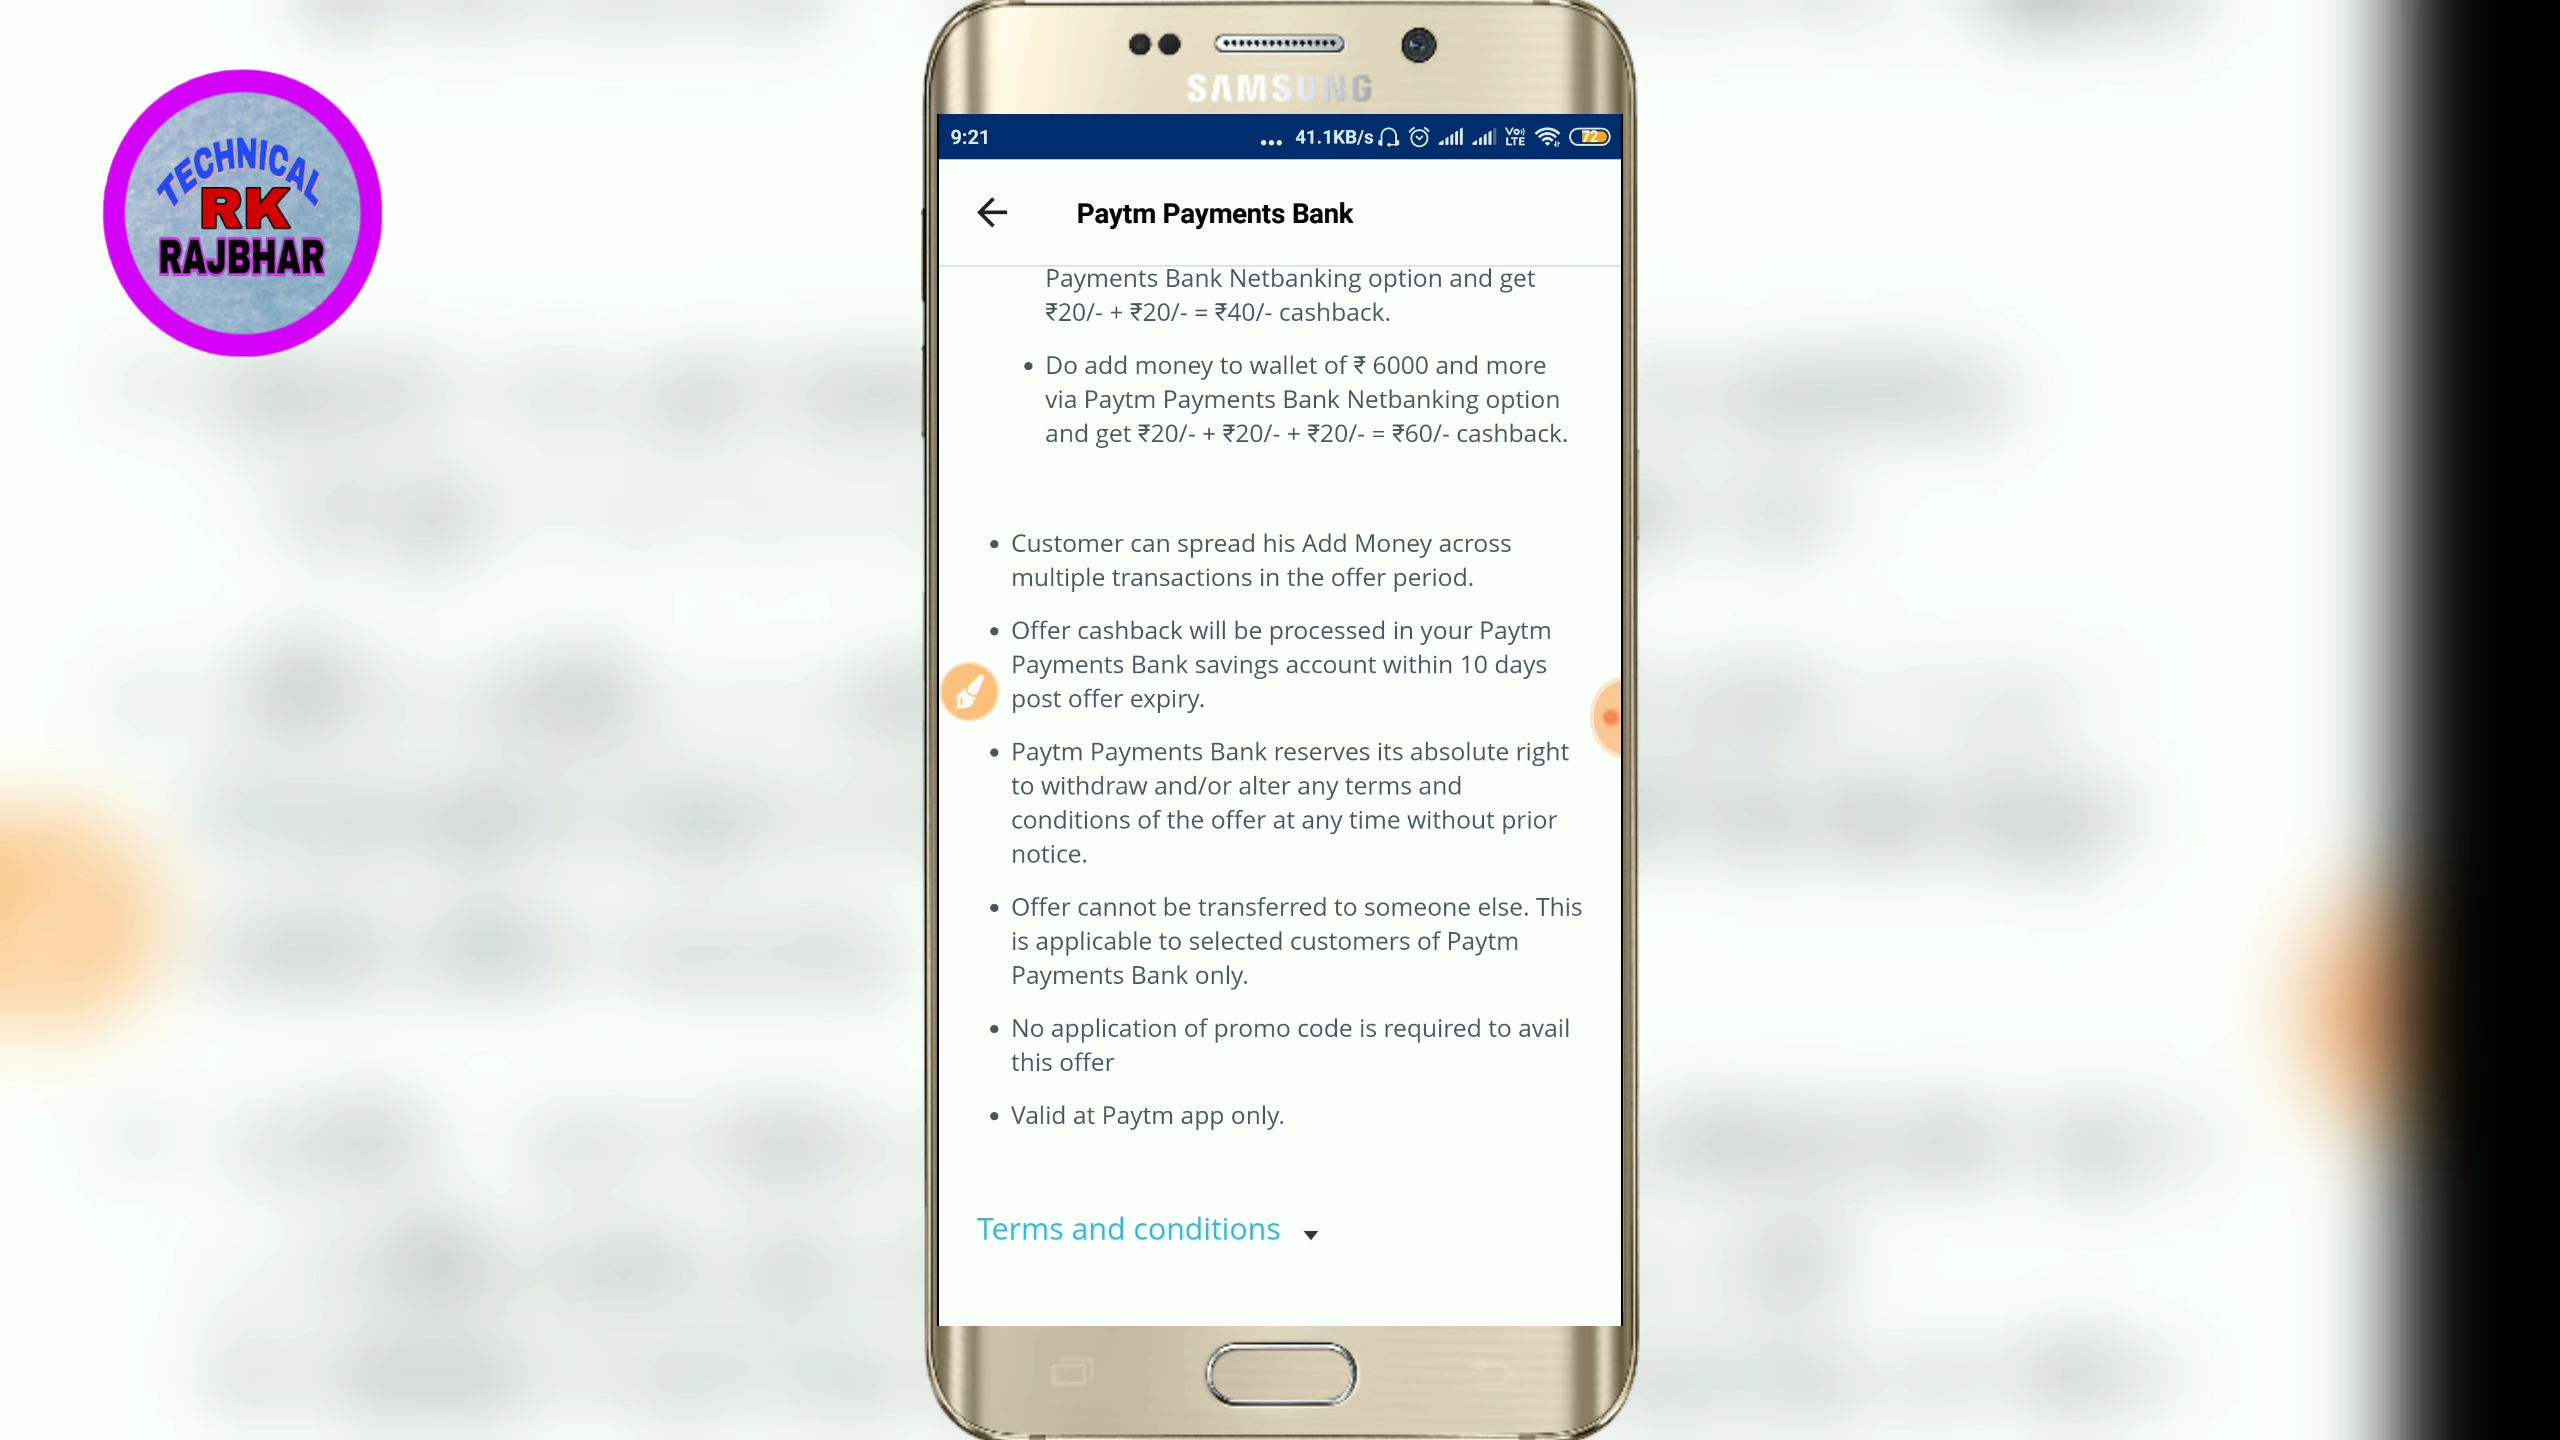 TECHNICAL
RK
RAJBHAR
SAMSUNG
9:21
... 41.1KB/s Vo) LTE 72
Paytm Payments Bank
Payments Bank Netbanking option and get
₹20/- + ₹20/- = ₹40/- cashback.
• Do add money to wallet of ₹ 6000 and more
via Paytm Payments Bank Netbanking option
and get ₹20/- + ₹20/- + ₹20/- = ₹60/- cashback.
• Customer can spread his Add Money across
multiple transactions in the offer period.
• Offer cashback will be processed in your Paytm
Payments Bank savings account within 10 days
post offer expiry.
• Paytm Payments Bank reserves its absolute right
to withdraw and/or alter any terms and
conditions of the offer at any time without prior
notice.
• Offer cannot be transferred to someone else. This
is applicable to selected customers of Paytm
Payments Bank only.
• No application of promo code is required to avail
this offer
• Valid at Paytm app only.
Terms and conditions